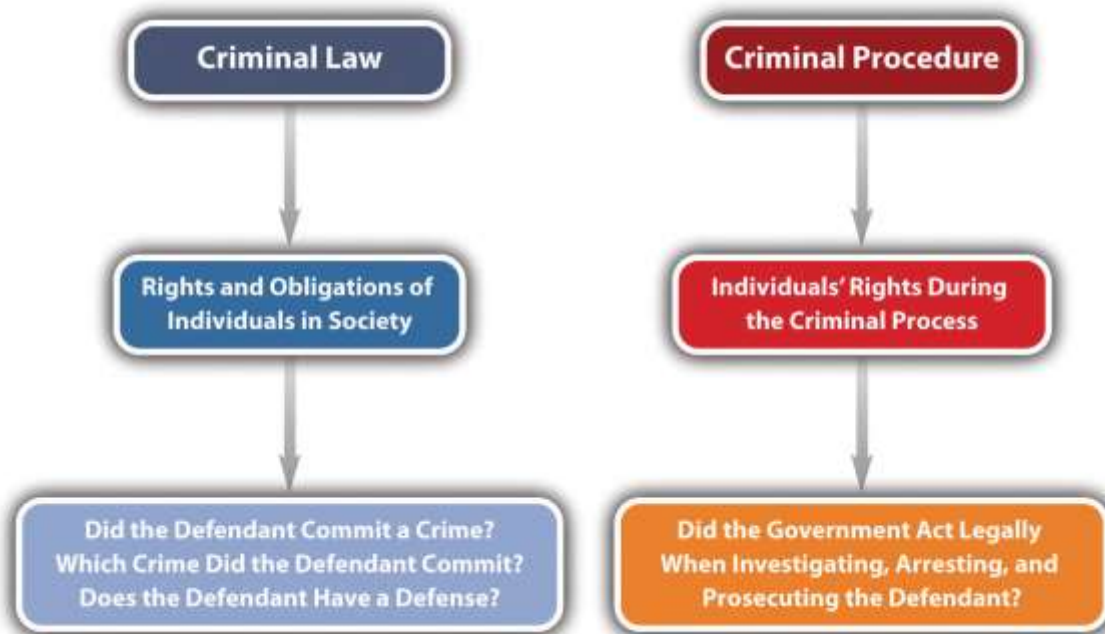 Criminal Law
Criminal Procedure
Rights and Obligations of
Individuals in Society
Individuals' Rights During
the Criminal Process
Did the Defendant Commit a Crime?
Which Crime Did the Defendant Commit?
Does the Defendant Have a Defense?
Did the Government Act Legally
When Investigating, Arresting, and
Prosecuting the Defendant?